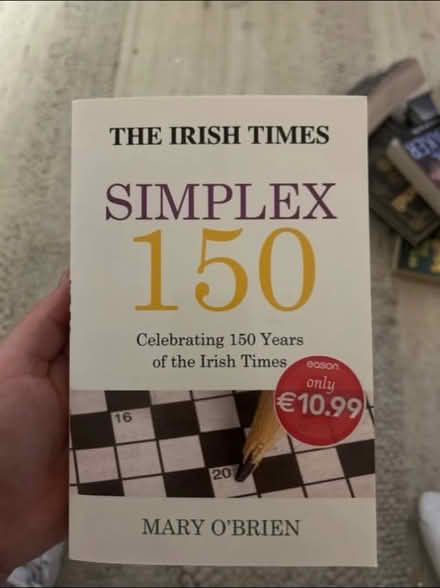 THE IRISH TIMES
SIMPLEX
150
Celebrating 150 Years
of the Irish Times
eason
only
€10.99
16
20
MARY O'BRIEN